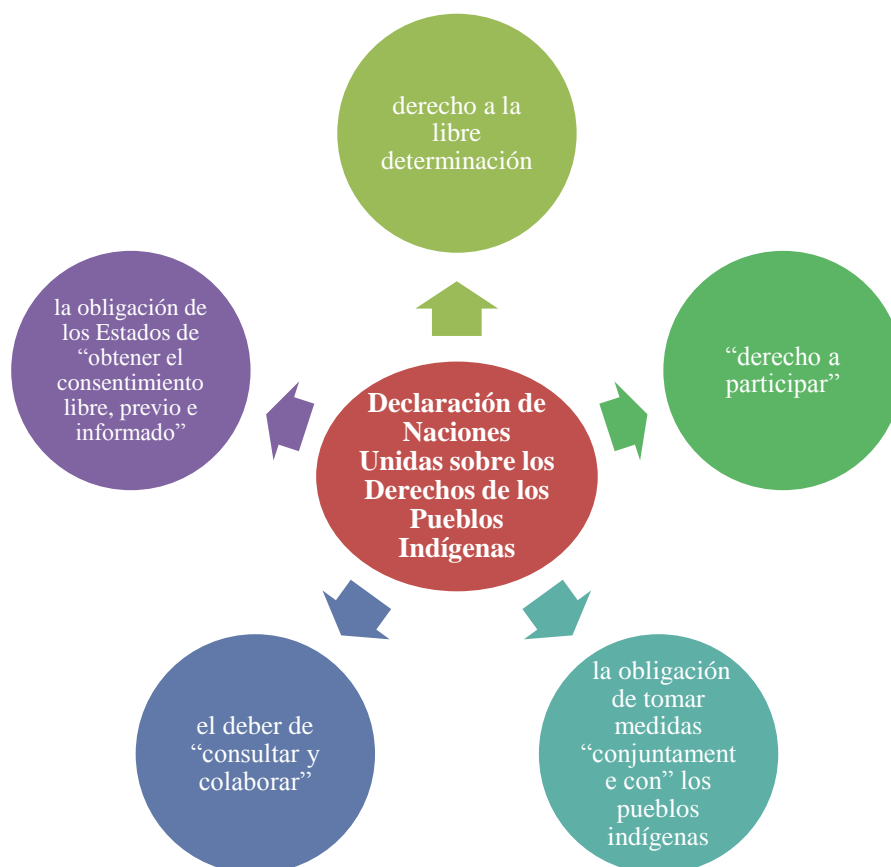 derecho a la
libre
determinación
“derecho a
participar”
la obligación
de tomar
medidas
“conjuntament
e con” los
pueblos
indígenas
el deber de
“consultar y
colaborar”
la obligación de
los Estados de
“obtener el
consentimiento
libre, previo e
informado”
Declaración de
Naciones
Unidas sobre los
Derechos de los
Pueblos
Indígenas